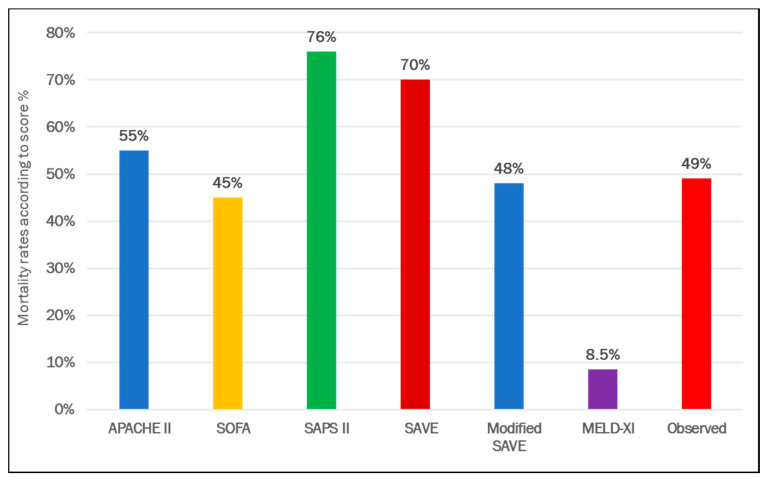 Mortality rates according to score %
80%
70%
60%
50%
40%
30%
20%
10%
0%
55%
45%
76%
70%
48%
8.5%
49%
APACHE II
SOFA
SAPS II
SAVE
Modified
SAVE
MELD-XI
Observed